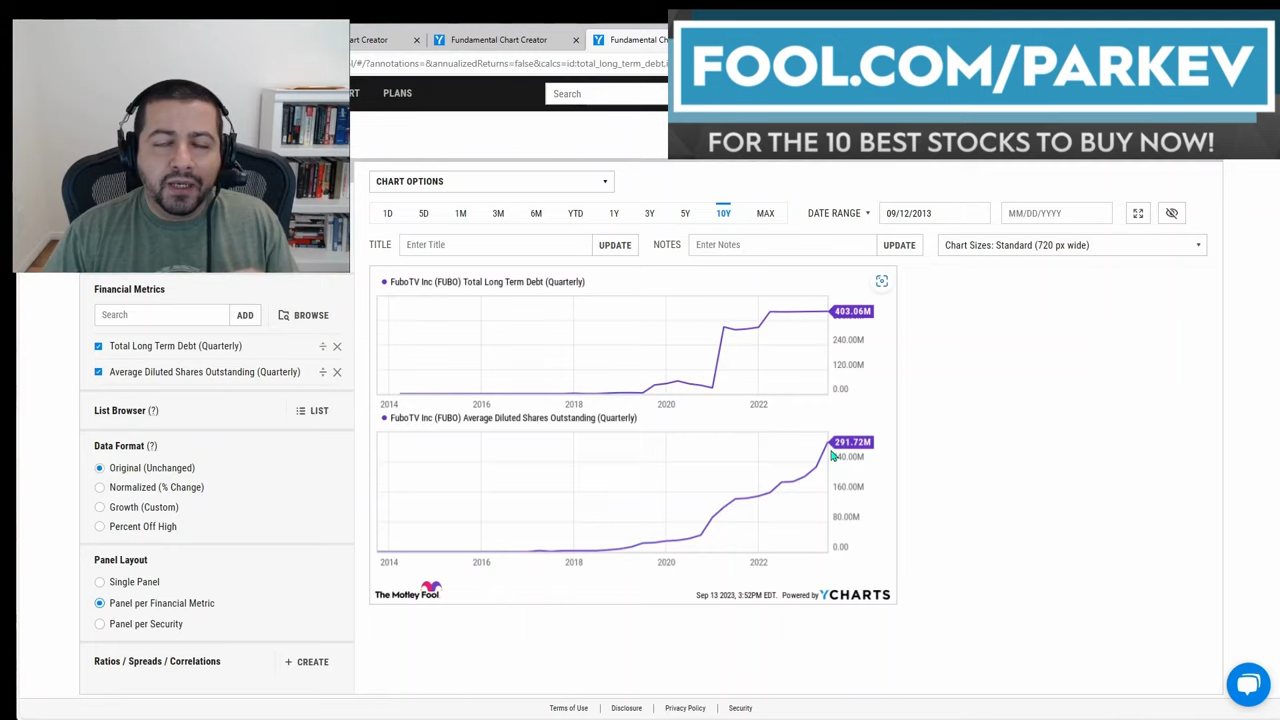 FOOL.COM/PARKEV
FOR THE 10 BEST STOCKS TO BUY NOW!
art Creator
Fundamental Chart Creator
Fundamental Ch
l/#/?annotations=&annualizedReturns=false&calcs=id:total_long_term_debt,i
RT
PLANS
Search
CHART OPTIONS
1D 5D 1M 3M 6M YTD 1Y 3Y 5Y 10Y MAX DATE RANGE 09/12/2013 MM/DD/YYYY
TITLE Enter Title UPDATE NOTES Enter Notes UPDATE Chart Sizes: Standard (720 px wide)
Financial Metrics
Search ADD BROWSE
Total Long Term Debt (Quarterly)
Average Diluted Shares Outstanding (Quarterly)
List Browser (?) LIST
Data Format (?)
Original (Unchanged)
Normalized (% Change)
Growth (Custom)
Percent Off High
Panel Layout
Single Panel
Panel per Financial Metric
Panel per Security
Ratios / Spreads / Correlations + CREATE
FuboTV Inc (FUBO) Total Long Term Debt (Quarterly)
403.06M
240.00M
120.00M
0.00
2014 2016 2018 2020 2022
FuboTV Inc (FUBO) Average Diluted Shares Outstanding (Quarterly)
291.72M
40.00M
160.00M
80.00M
0.00
2014 2016 2018 2020 2022
The Motley Fool
Sep 13 2023, 3:52PM EDT. Powered by YCHARTS
Terms of Use Disclosure Privacy Policy Security